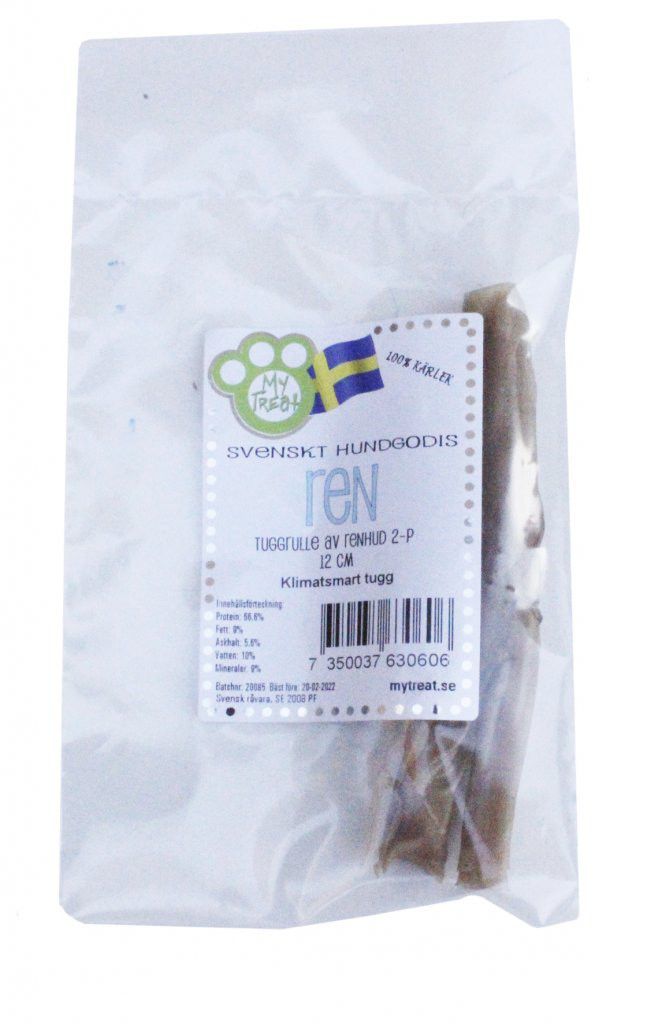 My
Treat
100% KÄRLEK
SVENSKT HUNDGODIS
ren
TUGGRULLE AV RENHUD 2-P
12 CM
Klimatsmart tugg
Innehållsförteckning:
Protein: 66.6%
Fett: 9%
Askhalt: 5.6%
Vatten: 10%
Mineraler: 9%
7 350037 630606
Batchnr: 20085 Bäst före: 20-02-2022
mytreat.se
Svensk råvara, SE 2008 PF